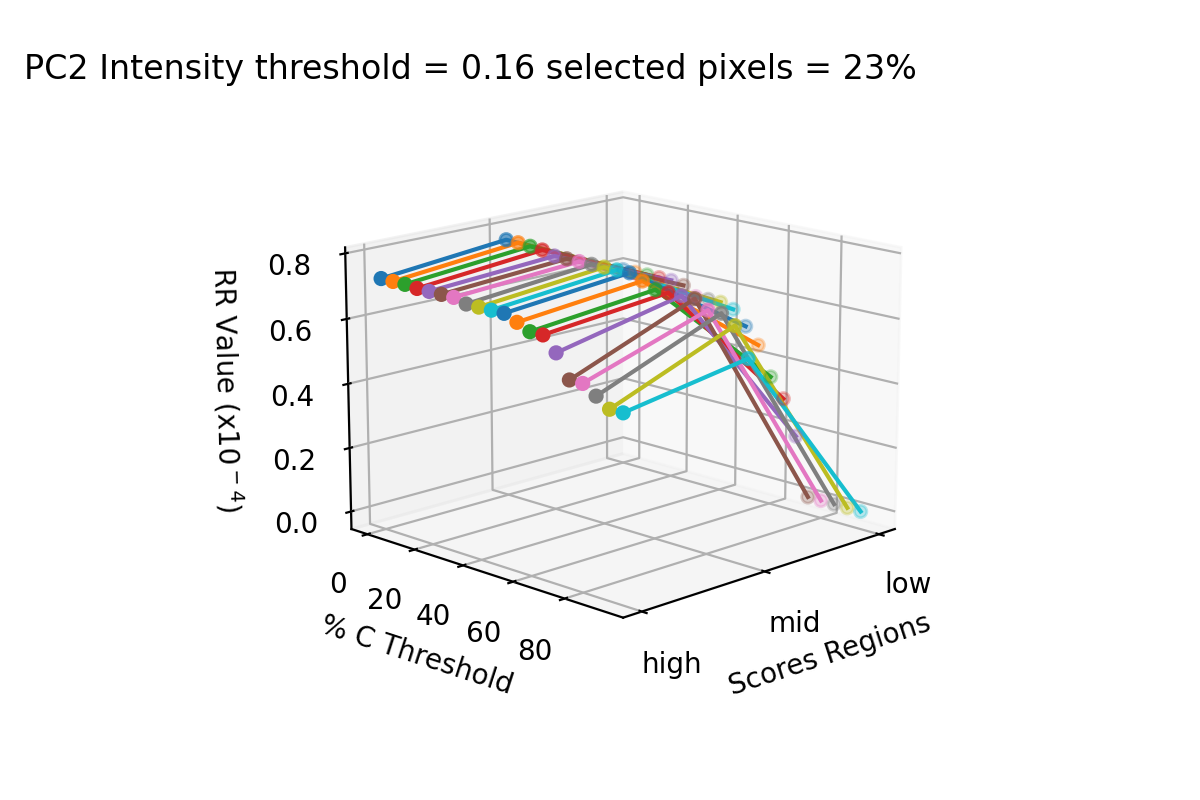 PC2 Intensity threshold = 0.16 selected pixels = 23%
RR Value (x10⁻⁴)
0.8
0.6
0.4
0.2
0.0
0
20
40
60
80
% C Threshold
high
mid
low
Scores Regions